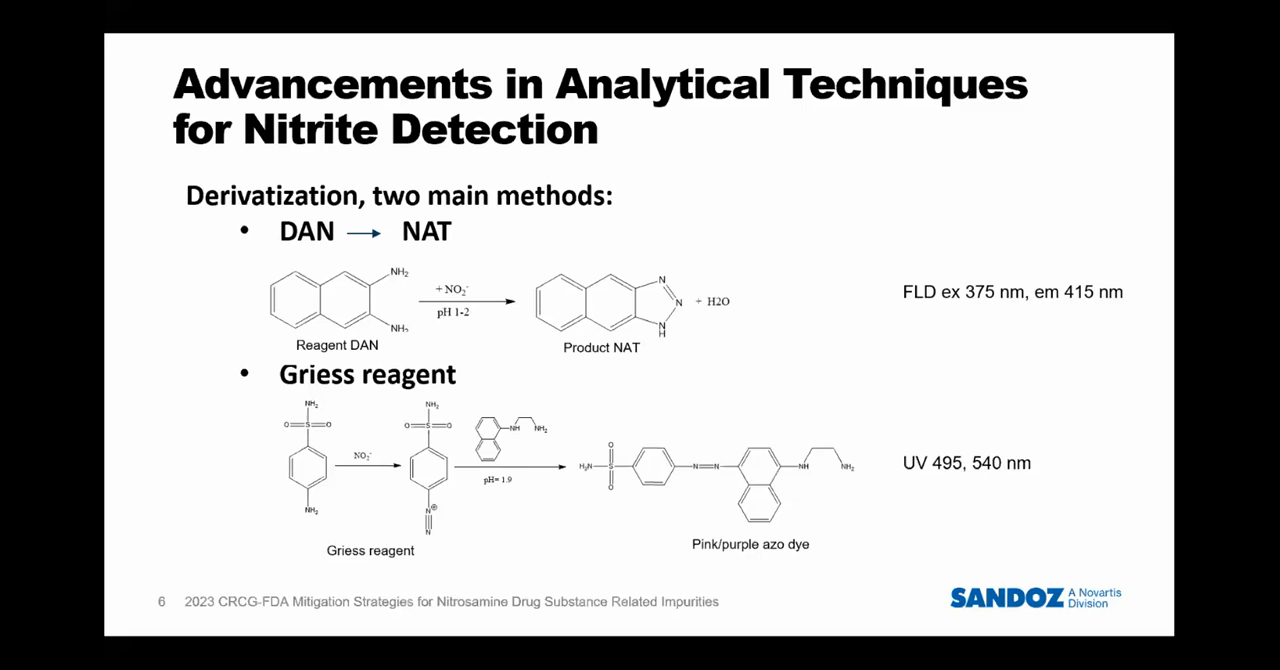 Advancements in Analytical Techniques
for Nitrite Detection
Derivatization, two main methods:
• DAN → NAT
NH₂
NH₂
Reagent DAN
+ NO₂⁻
pH 1-2
N
N
N
H
Product NAT
+ H2O
FLD ex 375 nm, em 415 nm
• Griess reagent
NH₂
O=S=O
NH₂
NO₂⁻
NH₂
O=S=O
N⊕
N
Griess reagent
NH
NH₂
pH= 1.9
O
H₂N S
O
N=N
NH
NH₂
Pink/purple azo dye
UV 495, 540 nm
6 2023 CRCG-FDA Mitigation Strategies for Nitrosamine Drug Substance Related Impurities
SANDOZ A Novartis
Division